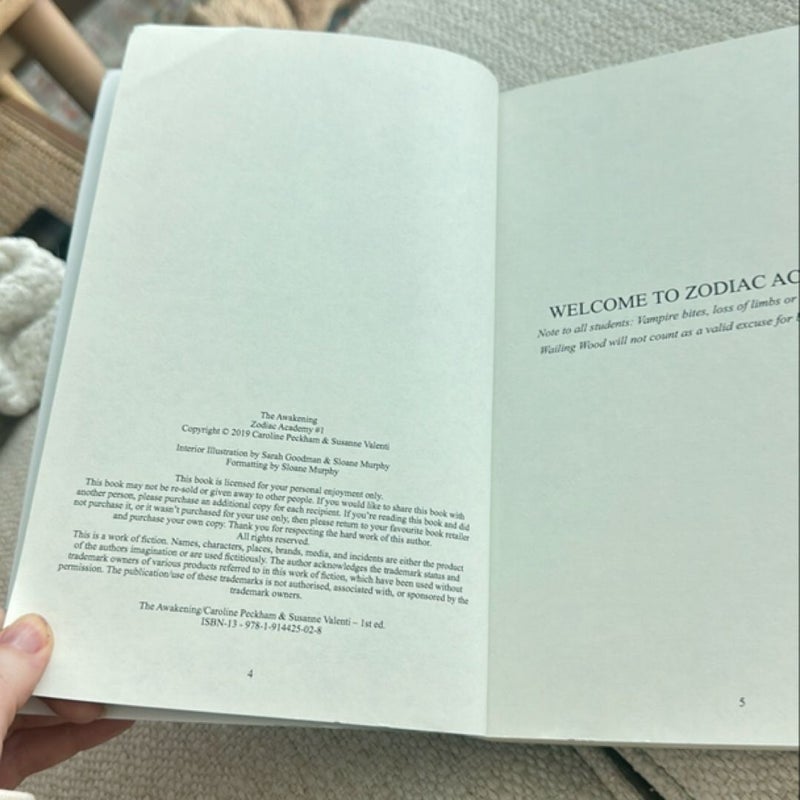 The Awakening
Zodiac Academy #1
Copyright © 2019 Caroline Peckham & Susanne Valenti
Interior Illustration by Sarah Goodman & Sloane Murphy
Formatting by Sloane Murphy
This book is licensed for your personal enjoyment only.
This book may not be re-sold or given away to other people. If you would like to share this book with
another person, please purchase an additional copy for each recipient. If you're reading this book and did
not purchase it, or it wasn't purchased for your use only, then please return to your favourite book retailer
and purchase your own copy. Thank you for respecting the hard work of this author.
All rights reserved.
This is a work of fiction. Names, characters, places, brands, media, and incidents are either the product
of the authors imagination or are used fictitiously. The author acknowledges the trademark status and
trademark owners of various products referred to in this work of fiction, which have been used without
permission. The publication/use of these trademarks is not authorised, associated with, or sponsored by the
trademark owners.
The Awakening/Caroline Peckham & Susanne Valenti – 1st ed.
ISBN-13 - 978-1-914425-02-8
4
WELCOME TO ZODIAC AC
Note to all students: Vampire bites, loss of limbs or
Wailing Wood will not count as a valid excuse for
5